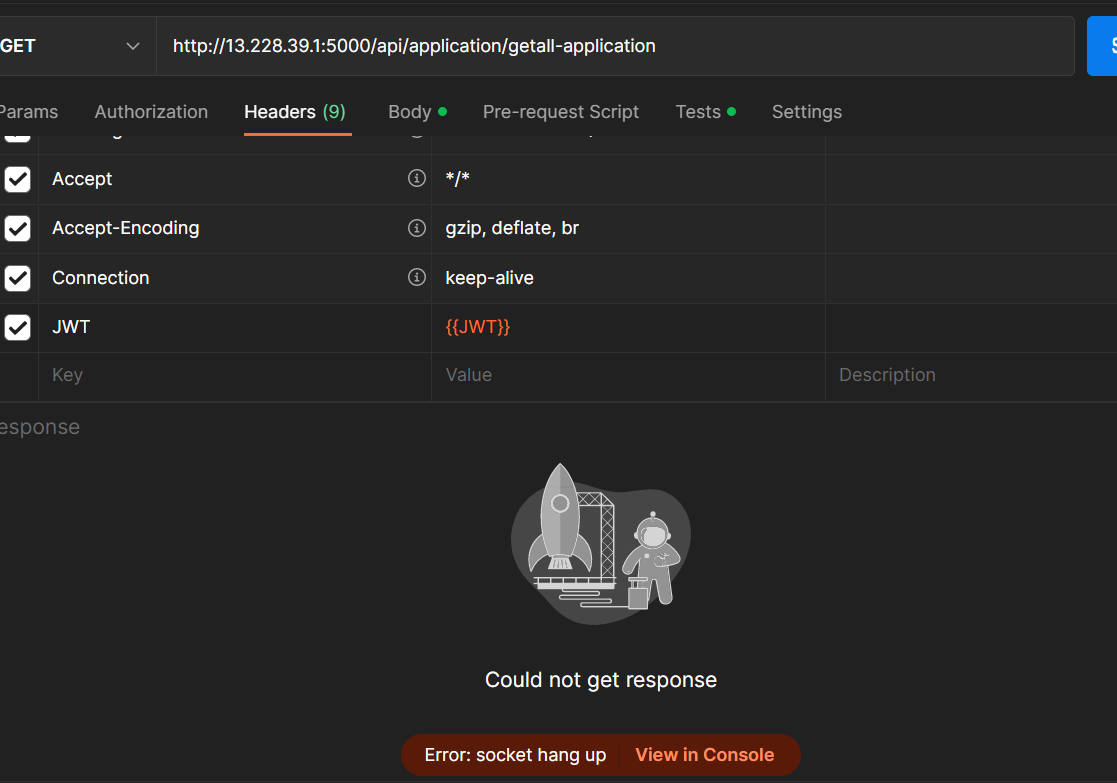 GET http://13.228.39.1:5000/api/application/getall-application
Params Authorization Headers (9) Body Pre-request Script Tests Settings
Accept */*
Accept-Encoding gzip, deflate, br
Connection keep-alive
JWT {{JWT}}
Key Value Description
esponse
Could not get response
Error: socket hang up View in Console